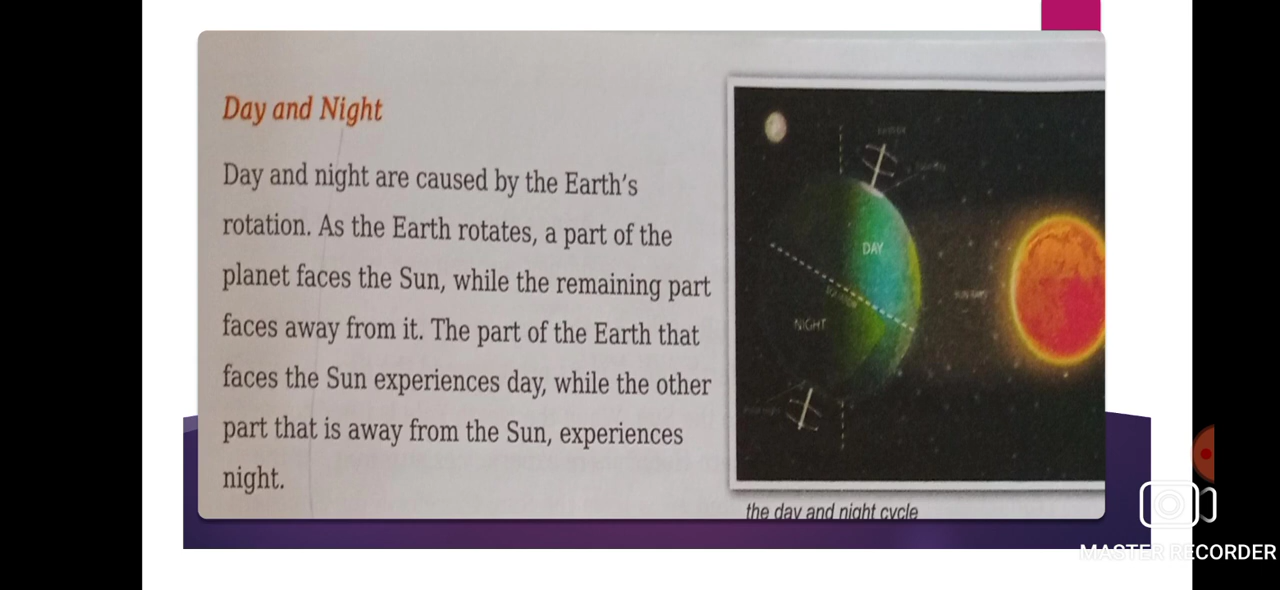 Day and Night
Day and night are caused by the Earth's
rotation. As the Earth rotates, a part of the
planet faces the Sun, while the remaining part
faces away from it. The part of the Earth that
faces the Sun experiences day, while the other
part that is away from the Sun, experiences
night.
DAY
NIGHT
the day and night cycle
MASTER RECORDER